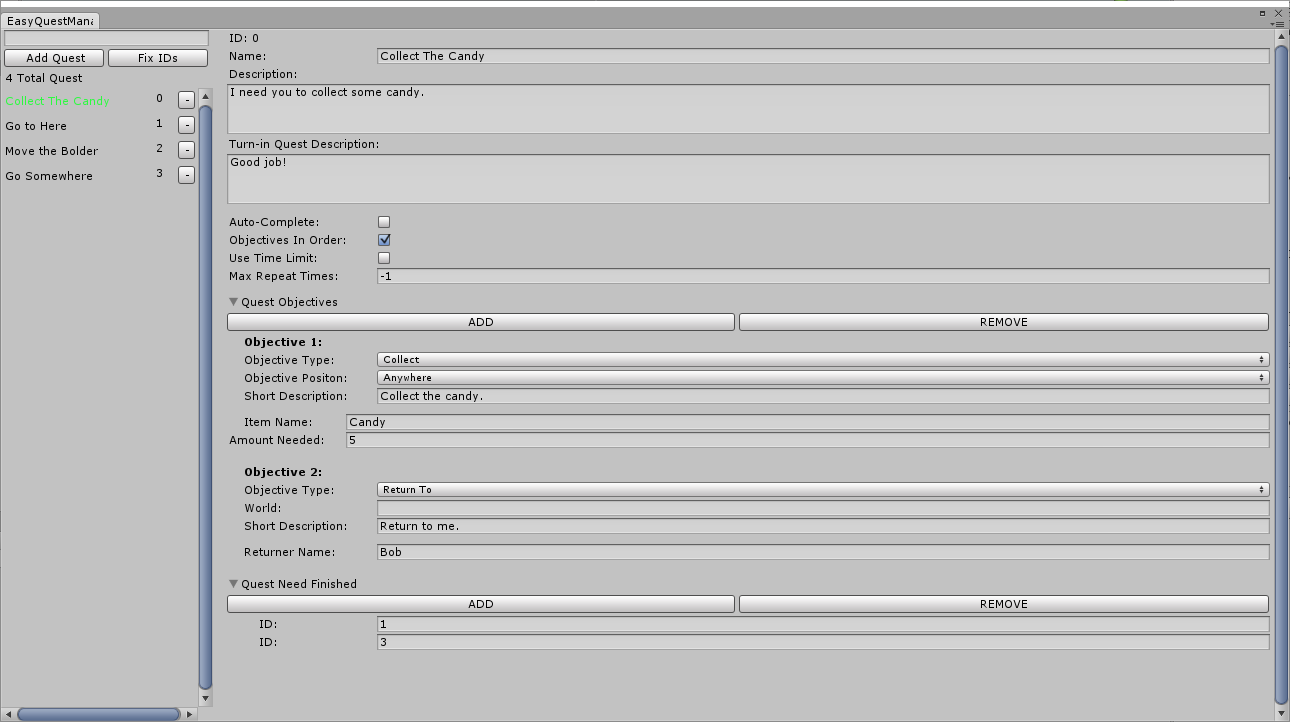 EasyQuestMana
Add Quest Fix IDs
4 Total Quest
Collect The Candy 0 -
Go to Here 1 -
Move the Bolder 2 -
Go Somewhere 3 -
ID: 0
Name: Collect The Candy
Description:
I need you to collect some candy.
Turn-in Quest Description:
Good job!
Auto-Complete:
Objectives In Order:
Use Time Limit:
Max Repeat Times: -1
Quest Objectives
ADD REMOVE
Objective 1:
Objective Type: Collect
Objective Positon: Anywhere
Short Description: Collect the candy.
Item Name: Candy
Amount Needed: 5
Objective 2:
Objective Type: Return To
World:
Short Description: Return to me.
Returner Name: Bob
Quest Need Finished
ADD REMOVE
ID: 1
ID: 3